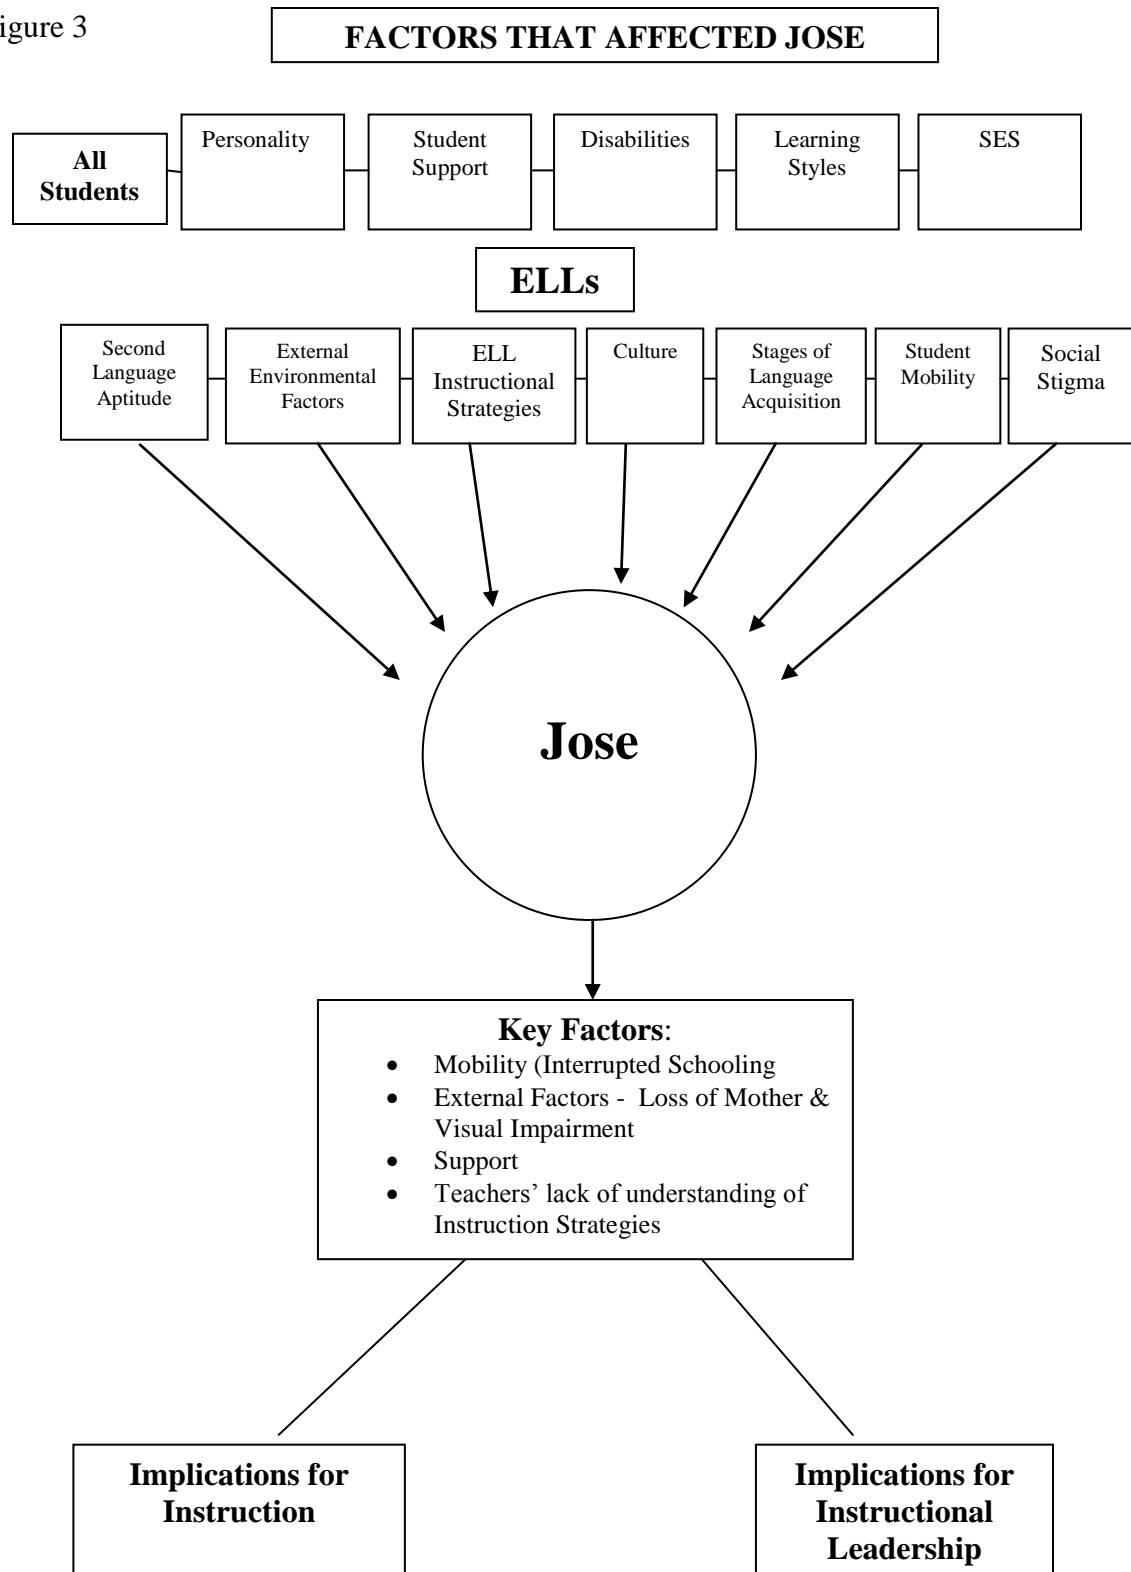 igure 3
FACTORS THAT AFFECTED JOSE
All
Students
Personality
Student
Support
Disabilities
Learning
Styles
SES
ELLs
Second
Language
Aptitude
External
Environmental
Factors
ELL
Instructional
Strategies
Culture
Stages of
Language
Acquisition
Student
Mobility
Social
Stigma
Jose
Key Factors:
• Mobility (Interrupted Schooling
• External Factors - Loss of Mother &
Visual Impairment
• Support
• Teachers’ lack of understanding of
Instruction Strategies
Implications for
Instruction
Implications for
Instructional
Leadership